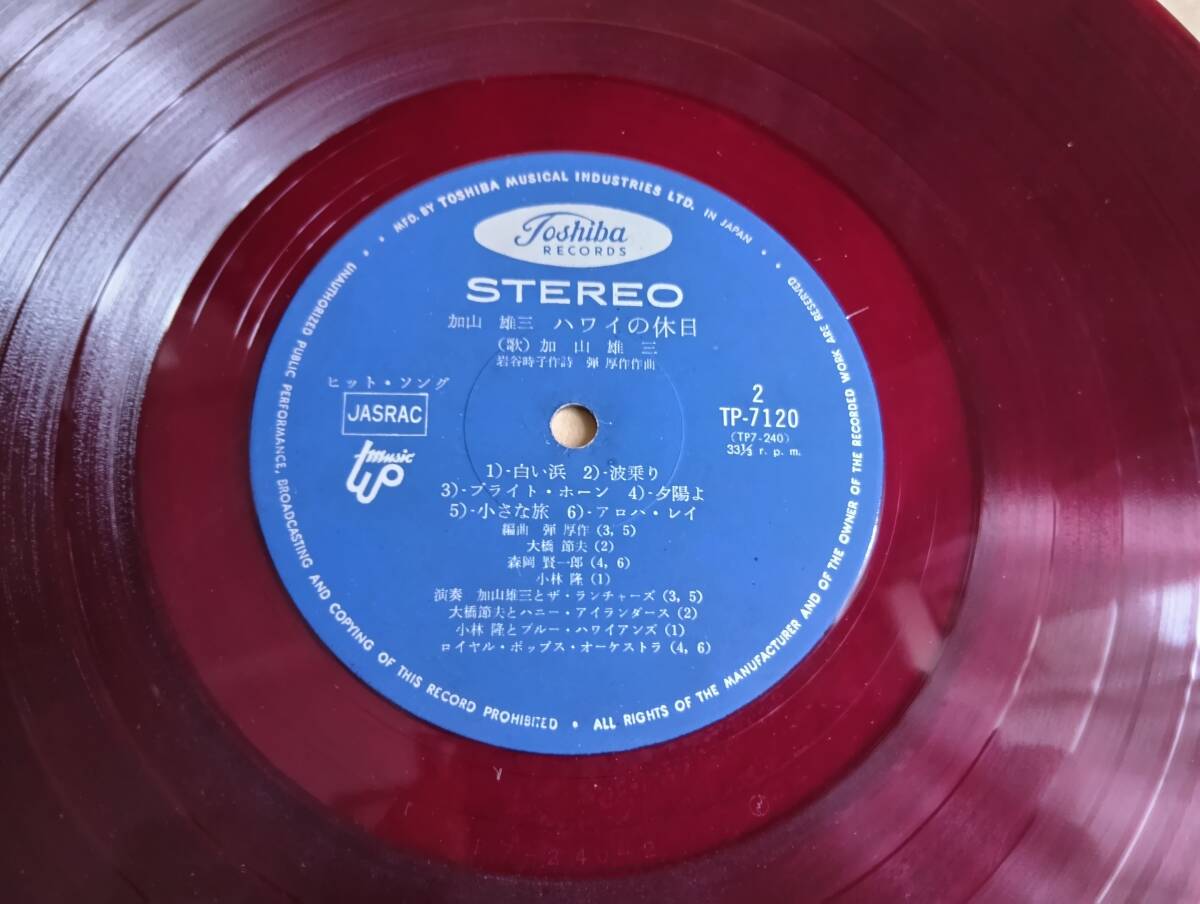 MFD. BY TOSHIBA MUSICAL INDUSTRIES LTD. IN JAPAN
Toshiba
RECORDS
STEREO
加山 雄三 ハワイの休日
(歌) 加山雄三
岩谷時子作詩 弾厚作作曲
ヒット・ソング
JASRAC
music
2
TP-7120
(TP7-240)
33⅓ r. p. m.
1)-白い浜 2)-波乗り
3)-ブライト・ホーン 4)-夕陽よ
5)-小さな旅 6)-アロハ・レイ
編曲 弾 厚作 (3, 5)
大橋 節夫 (2)
森岡 賢一郎 (4, 6)
小林 隆 (1)
演奏 加山雄三とザ・ランチャーズ (3, 5)
大橋節夫とハニー・アイランダース (2)
小林 隆とブルー・ハワイアンズ (1)
ロイヤル・ポップス・オーケストラ (4, 6)
UNAUTHORIZED PUBLIC PERFORMANCE, BROADCASTING AND COPYING OF THIS RECORD PROHIBITED • ALL RIGHTS OF THE MANUFACTURER AND OF THE OWNER OF THE RECORDED WORK ARE RESERVED